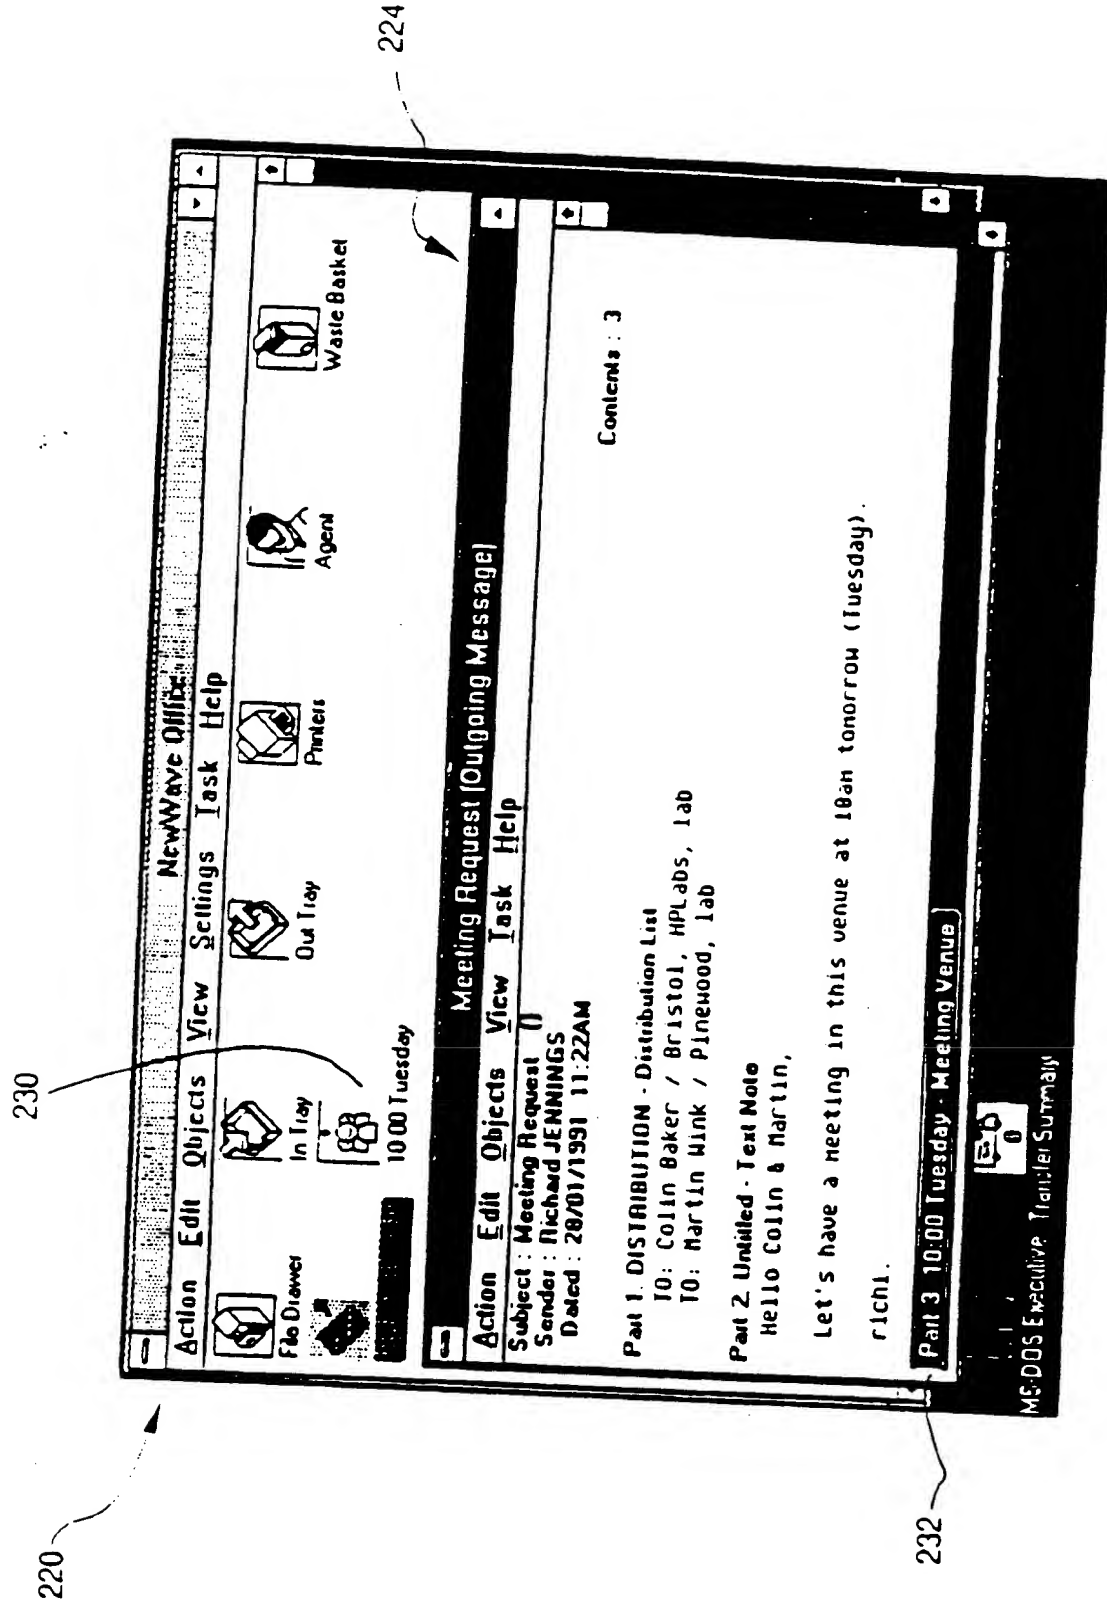 220
230
224
NewWave Office
Action Edit Objects View Settings Task Help
File Drawer
In Tray
Out Tray
Printers
Agent
Waste Basket
10 00 Tuesday
Meeting Request [Outgoing Message]
Action Edit Objects View Task Help
Subject : Meeting Request
Sender : Richard JENNINGS
Dated : 28/01/1991 11:22AM
Contents : 3
Part 1. DISTRIBUTION - Distribution List
TO: Colin Baker / Bristol, HPLabs, lab
TO: Martin Wink / Pinewood, lab
Part 2. Untitled - Text Note
Hello Colin & Martin,
Let's have a meeting in this venue at 10am tomorrow (Tuesday).
richi.
Part 3 10:00 Tuesday - Meeting Venue
0
MS-DOS Executive Transfer Summary
232